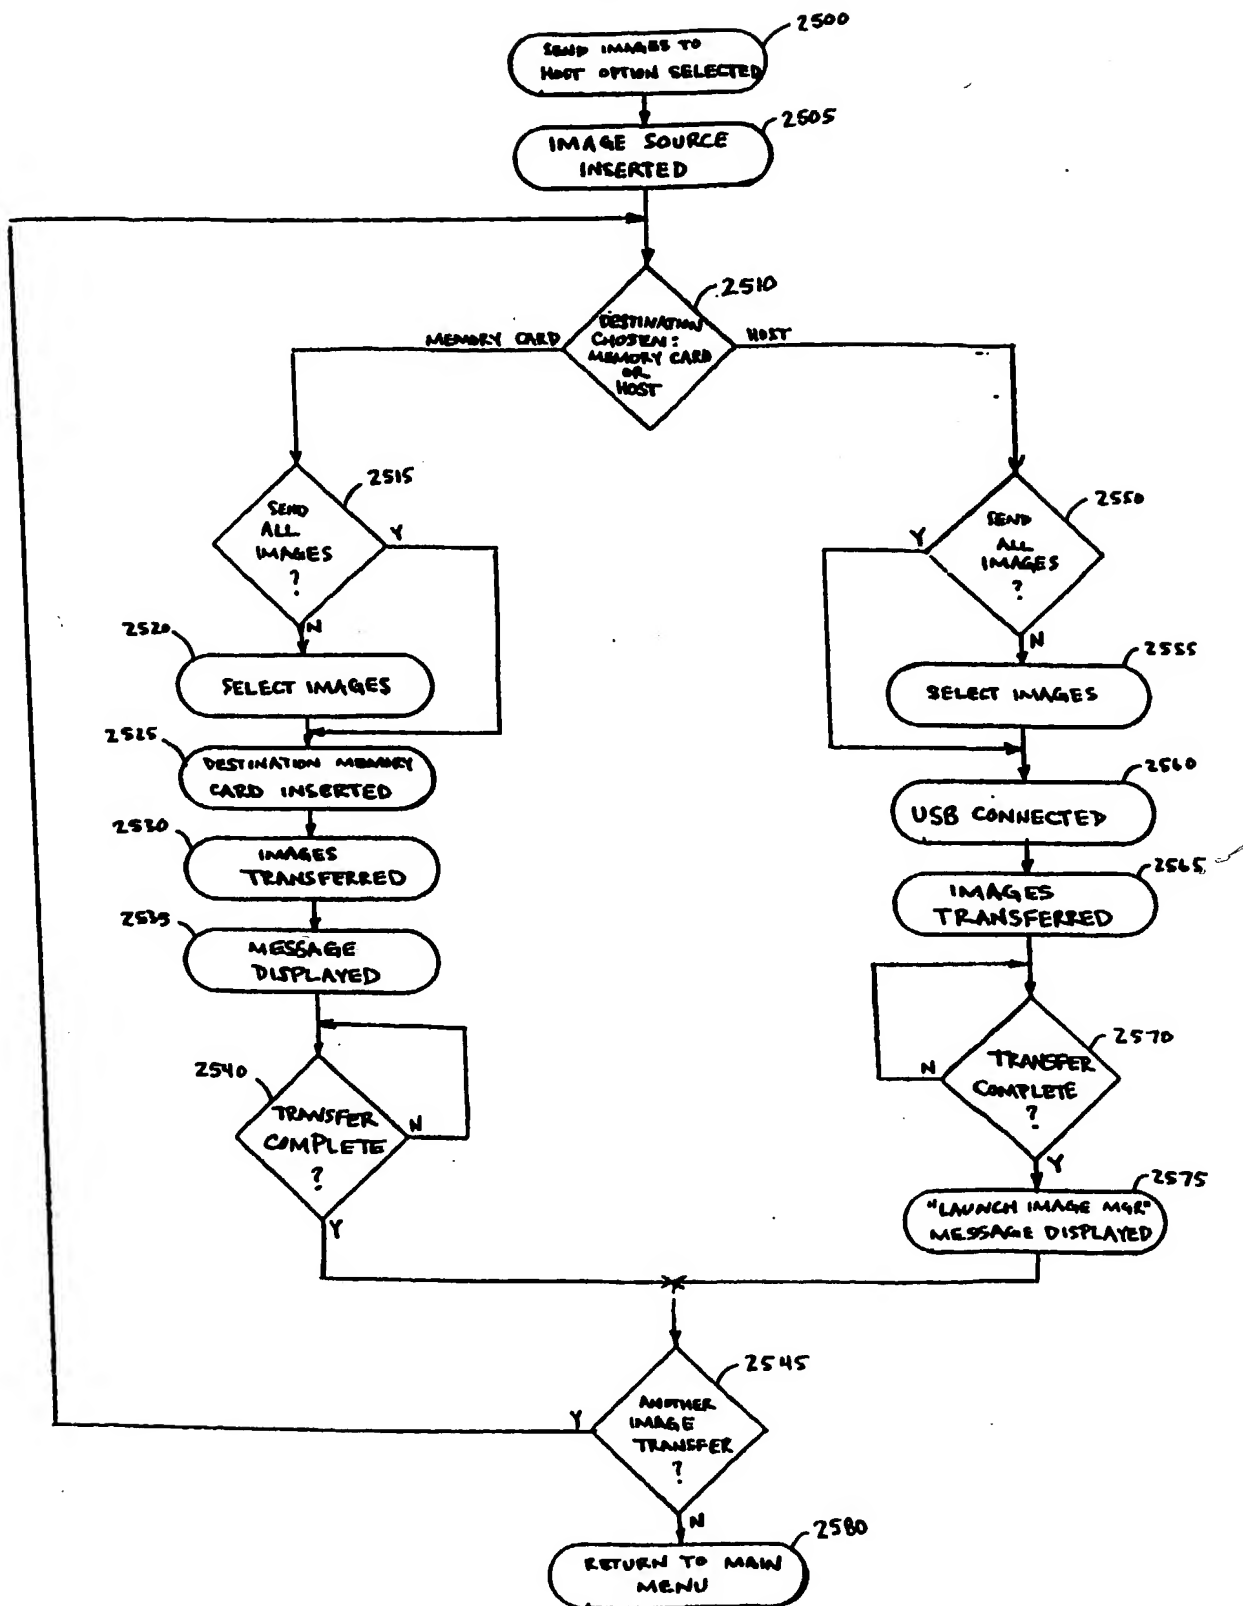 2500
SEND IMAGES TO
HOST OPTION SELECTED
2505
IMAGE SOURCE
INSERTED
2510
DESTINATION
CHOSEN:
MEMORY CARD
OR
HOST
MEMORY CARD
HOST
2515
SEND
ALL
IMAGES
?
Y
N
2520
SELECT IMAGES
2525
DESTINATION MEMORY
CARD INSERTED
2530
IMAGES
TRANSFERRED
2535
MESSAGE
DISPLAYED
2540
TRANSFER
COMPLETE
?
N
Y
2550
SEND
ALL
IMAGES
?
Y
N
2555
SELECT IMAGES
2560
USB CONNECTED
2565
IMAGES
TRANSFERRED
2570
TRANSFER
COMPLETE
?
N
Y
2575
"LAUNCH IMAGE MGR"
MESSAGE DISPLAYED
2545
ANOTHER
IMAGE
TRANSFER
?
Y
N
2580
RETURN TO MAIN
MENU